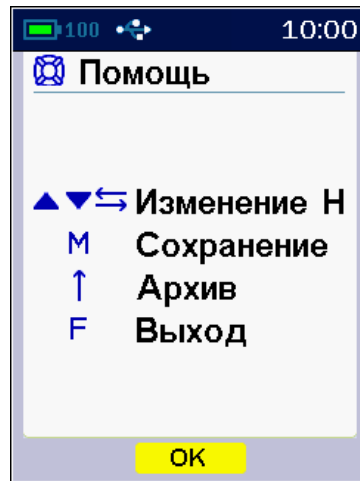 100 10:00
Помощь
▲▼⇆ Изменение Н
М Сохранение
↑ Архив
F Выход
OK